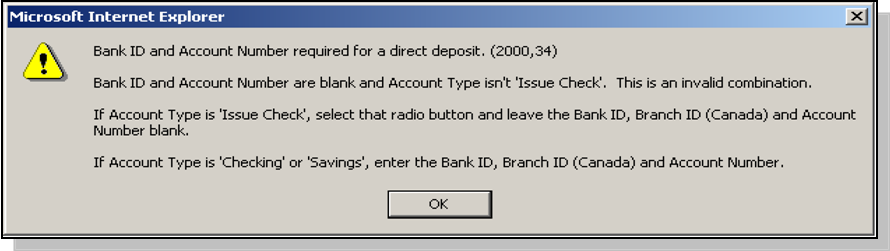 Microsoft Internet Explorer
Bank ID and Account Number required for a direct deposit. (2000,34)
Bank ID and Account Number are blank and Account Type isn't 'Issue Check'.  This is an invalid combination.
If Account Type is 'Issue Check', select that radio button and leave the Bank ID, Branch ID (Canada) and Account
Number blank.
If Account Type is 'Checking' or 'Savings', enter the Bank ID, Branch ID (Canada) and Account Number.
OK